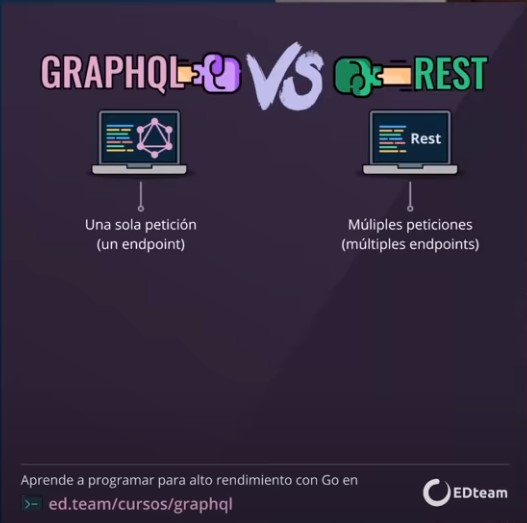 GRAPHQL VS REST
Rest
Una sola petición
(un endpoint)
Múliples peticiones
(múltiples endpoints)
Aprende a programar para alto rendimiento con Go en
>- ed.team/cursos/graphql
EDteam